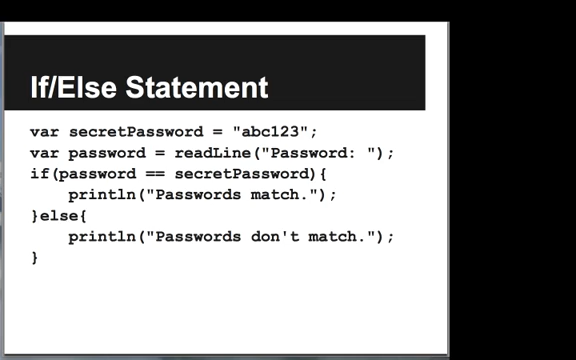 If/Else Statement
var secretPassword = "abc123";
var password = readLine("Password: ");
if(password == secretPassword){
    println("Passwords match.");
}else{
    println("Passwords don't match.");
}